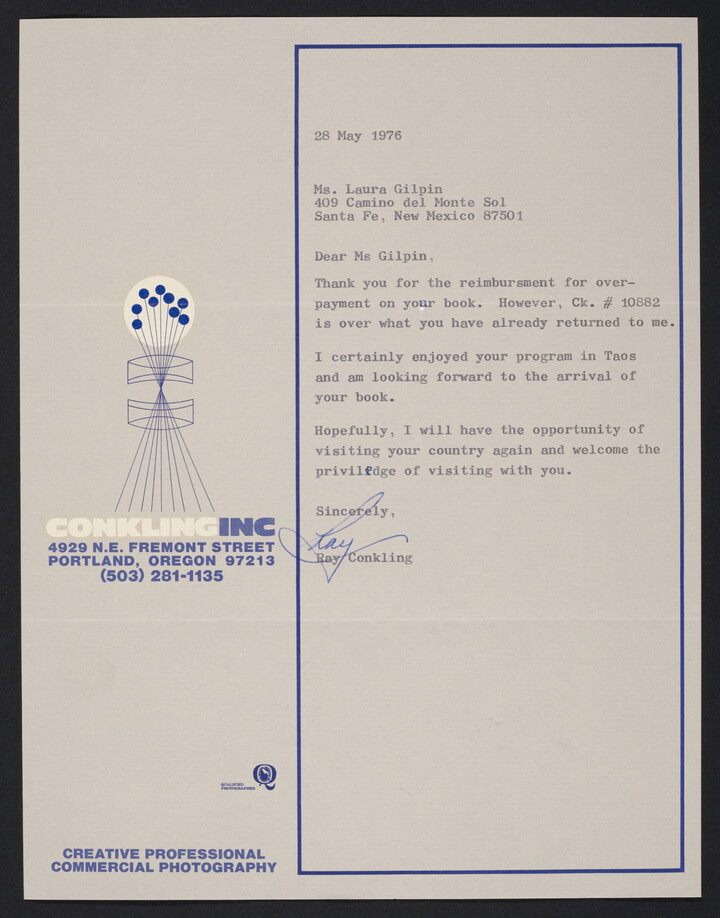 28 May 1976
Ms. Laura Gilpin
409 Camino del Monte Sol
Santa Fe, New Mexico 87501
Dear Ms Gilpin,
Thank you for the reimbursment for over-
payment on your book. However, Ck. # 10882
is over what you have already returned to me.
I certainly enjoyed your program in Taos
and am looking forward to the arrival of
your book.
Hopefully, I will have the opportunity of
visiting your country again and welcome the
priviledge of visiting with you.
Sincerely,
Ray
Ray Conkling
CONKLING INC
4929 N.E. FREMONT STREET
PORTLAND, OREGON 97213
(503) 281-1135
Q
QUALIFIED
PHOTOGRAPHER
CREATIVE PROFESSIONAL
COMMERCIAL PHOTOGRAPHY